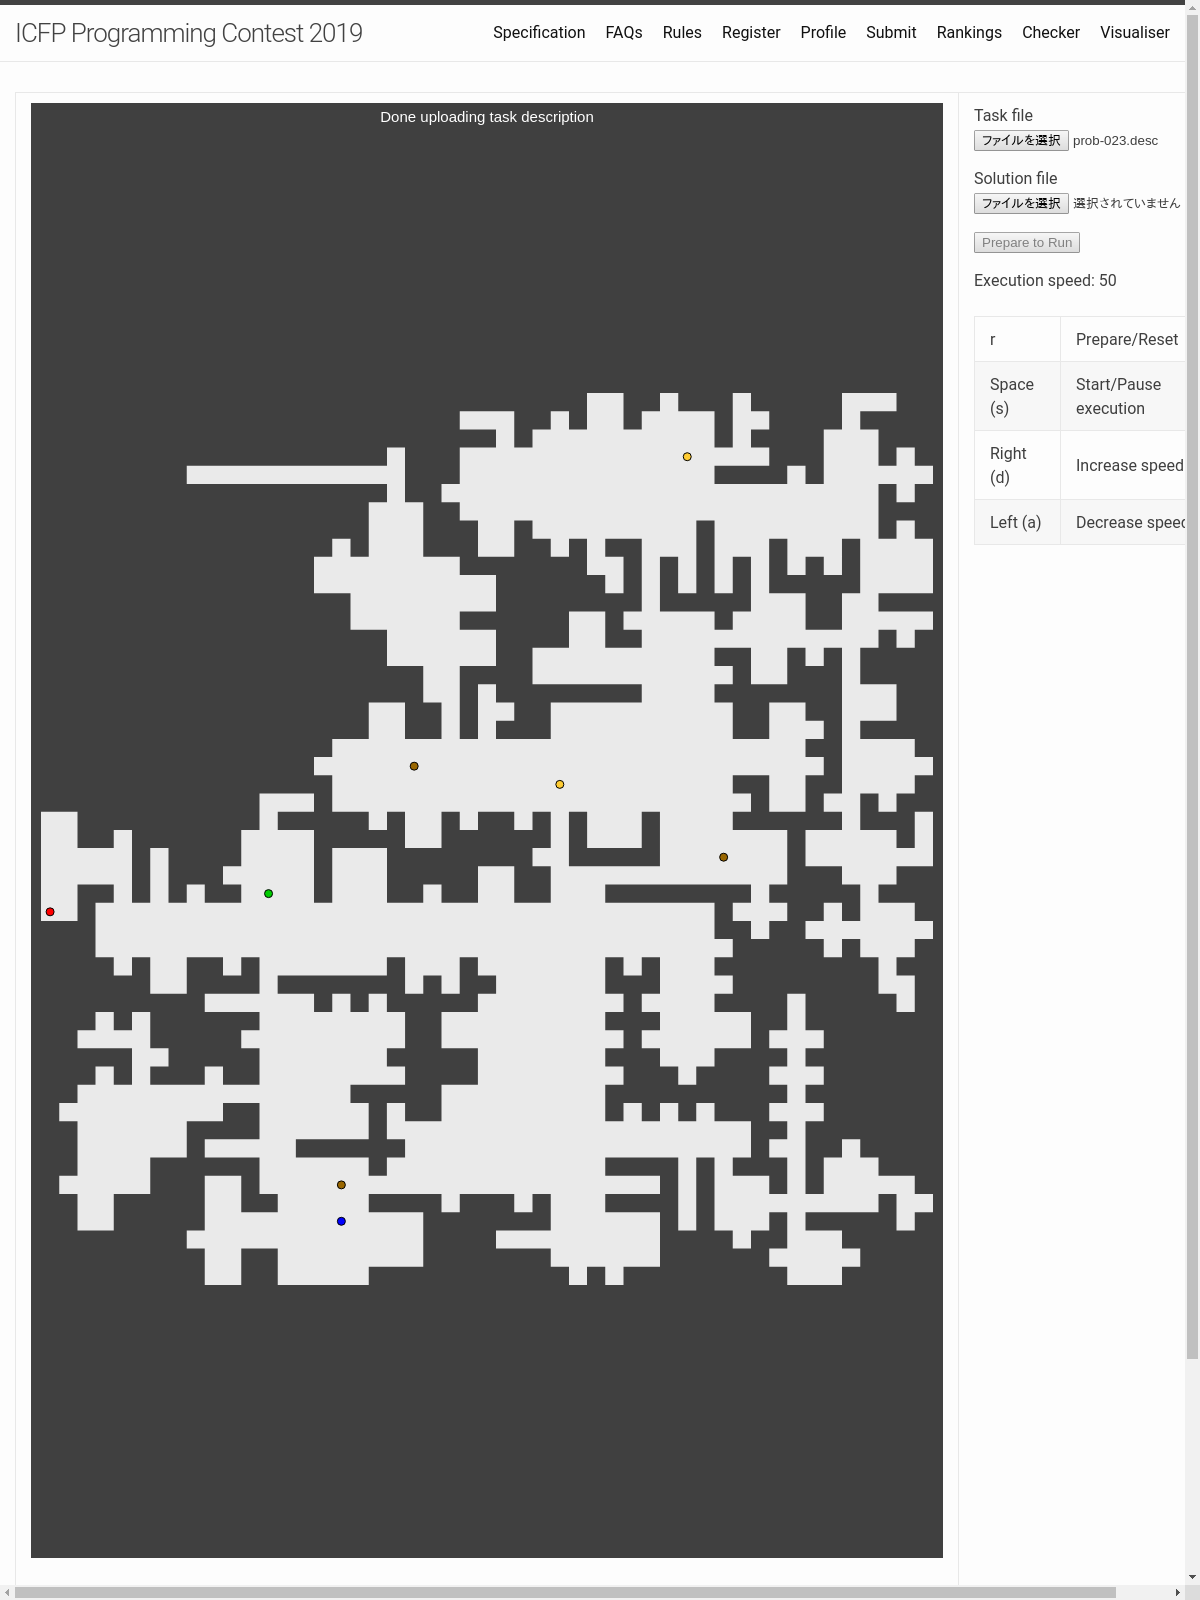 ICFP Programming Contest 2019
Specification FAQs Rules Register Profile Submit Rankings Checker Visualiser
Done uploading task description
Task file
ファイルを選択 prob-023.desc
Solution file
ファイルを選択 選択されていません
Prepare to Run
Execution speed: 50
r Prepare/Reset
Space (s) Start/Pause execution
Right (d) Increase speed
Left (a) Decrease speed